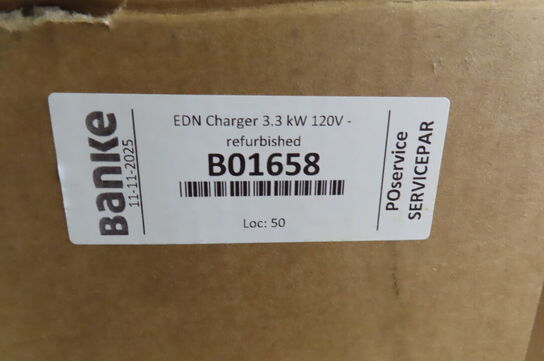 Banke
11-11-2025
EDN Charger 3.3 kW 120V -
refurbished
B01658
Loc: 50
POservice
SERVICEPAR